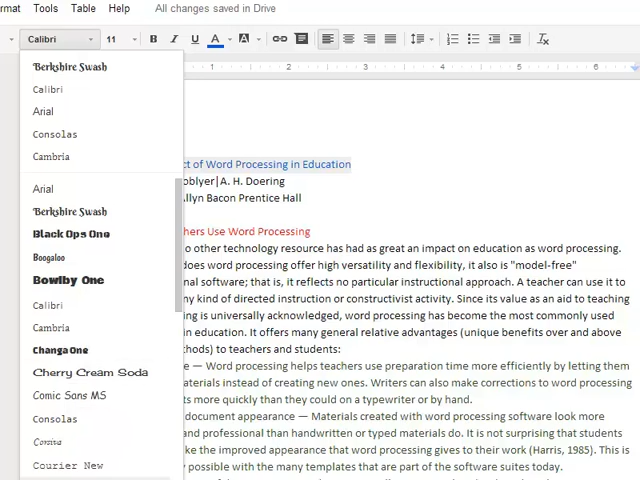 rmat Tools Table Help All changes saved in Drive
Calibri 11 B I U A A
Berkshire Swash
Calibri
Arial
Consolas
Cambria
Arial
Berkshire Swash
Black Ops One
Boogaloo
Bowlby One
Calibri
Cambria
Changa One
Cherry Cream Soda
Comic Sans MS
Consolas
Corsiva
Courier New
1 2 3 4 5 6
ct of Word Processing in Education
oblyer|A. H. Doering
llyn Bacon Prentice Hall
hers Use Word Processing
o other technology resource has had as great an impact on education as word processing.
does word processing offer high versatility and flexibility, it also is "model-free"
nal software; that is, it reflects no particular instructional approach. A teacher can use it to
ny kind of directed instruction or constructivist activity. Since its value as an aid to teaching
ing is universally acknowledged, word processing has become the most commonly used
in education. It offers many general relative advantages (unique benefits over and above
thods) to teachers and students:
e — Word processing helps teachers use preparation time more efficiently by letting them
aterials instead of creating new ones. Writers can also make corrections to word processing
ts more quickly than they could on a typewriter or by hand.
document appearance — Materials created with word processing software look more
and professional than handwritten or typed materials do. It is not surprising that students
ke the improved appearance that word processing gives to their work (Harris, 1985). This is
y possible with the many templates that are part of the software suites today.